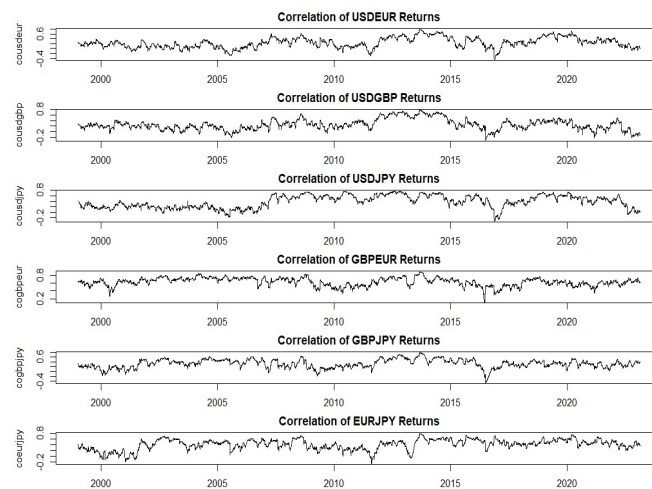 Correlation of USDEUR Returns
cousdeur
0.6
-0.4
2000 2005 2010 2015 2020
Correlation of USDGBP Returns
cousdgbp
0.8
-0.2
2000 2005 2010 2015 2020
Correlation of USDJPY Returns
cousdjpy
0.8
-0.2
2000 2005 2010 2015 2020
Correlation of GBPEUR Returns
cogbpeur
0.8
0.2
2000 2005 2010 2015 2020
Correlation of GBPJPY Returns
cogbpjpy
0.6
-0.4
2000 2005 2010 2015 2020
Correlation of EURJPY Returns
coeurjpy
0.8
-0.2
2000 2005 2010 2015 2020